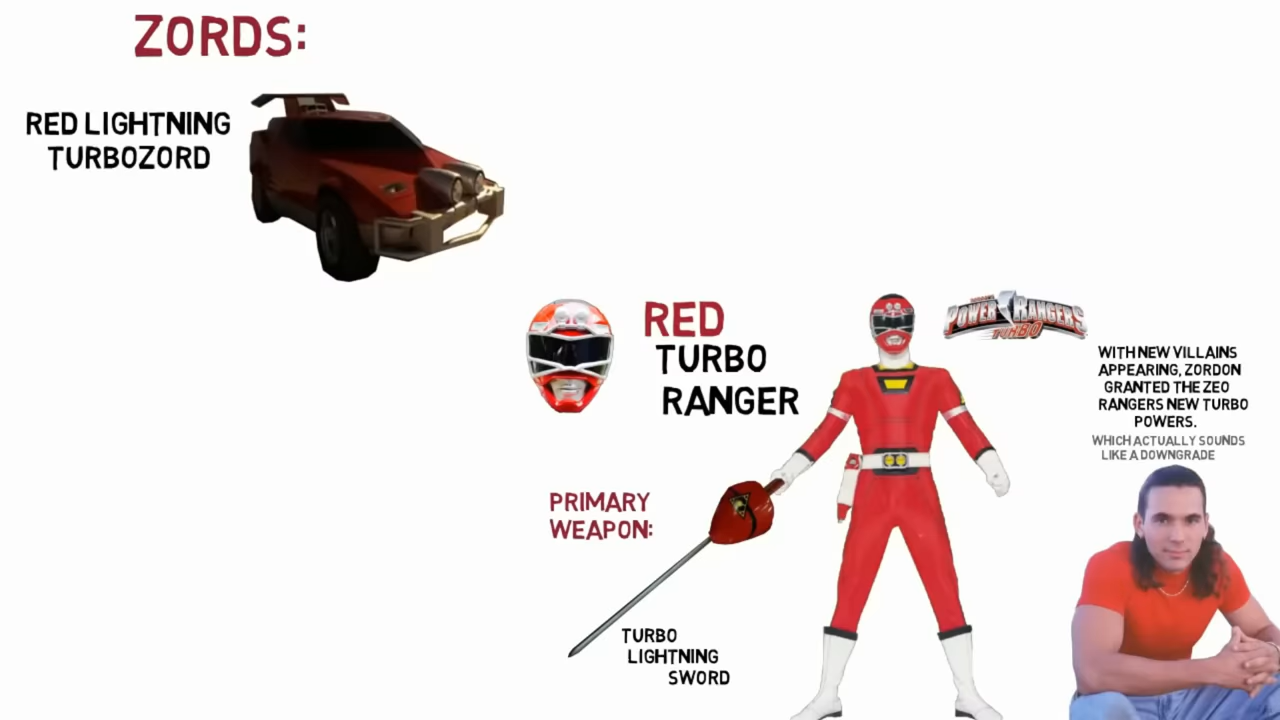 ZORDS:
RED LIGHTNING
TURBOZORD
RED
TURBO
RANGER
POWER RANGERS
TURBO
WITH NEW VILLAINS
APPEARING, ZORDON
GRANTED THE ZEO
RANGERS NEW TURBO
POWERS.
WHICH ACTUALLY SOUNDS
LIKE A DOWNGRADE
PRIMARY
WEAPON:
TURBO
LIGHTNING
SWORD